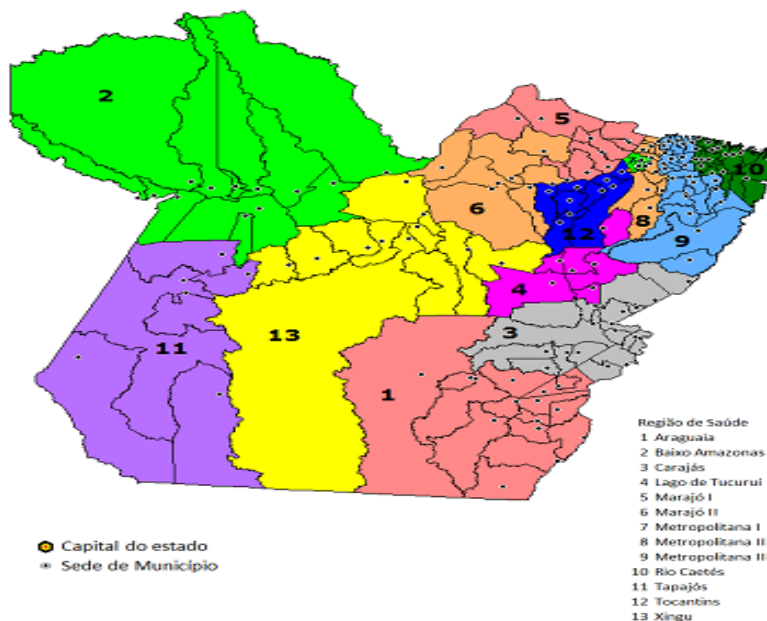 2
5
10
6
8
12
9
4
13
3
11
1
Região de Saúde
1 Araguaia
2 Baixo Amazonas
3 Carajás
4 Lago de Tucuruí
5 Marajó I
6 Marajó II
7 Metropolitana I
8 Metropolitana II
9 Metropolitana III
10 Rio Caetés
11 Tapajós
12 Tocantins
13 Xingu
Capital do estado
Sede de Município